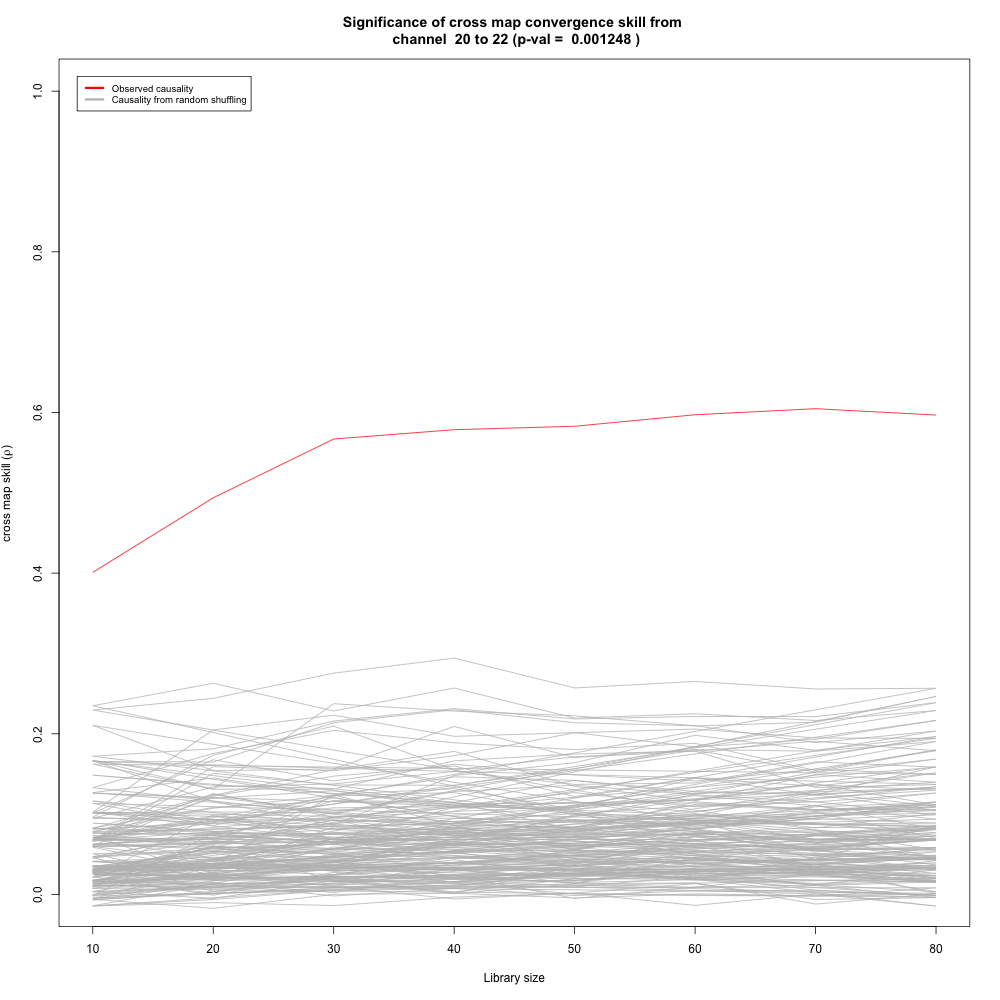 Significance of cross map convergence skill from
channel  20 to 22 (p-val =  0.001248 )
Observed causality
Causality from random shuffling
cross map skill (ρ)
1.0
0.8
0.6
0.4
0.2
0.0
10 20 30 40 50 60 70 80
Library size